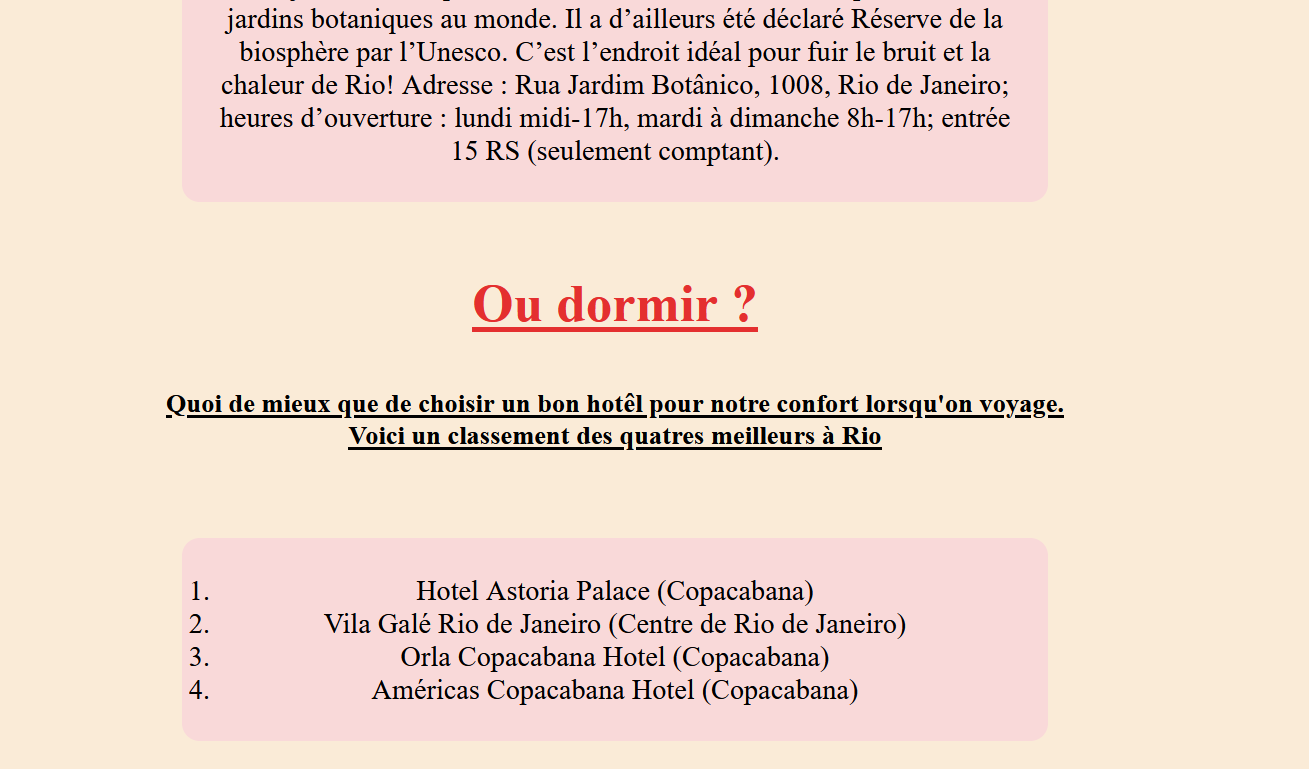 jardins botaniques au monde. Il a d’ailleurs été déclaré Réserve de la
biosphère par l’Unesco. C’est l’endroit idéal pour fuir le bruit et la
chaleur de Rio! Adresse : Rua Jardim Botânico, 1008, Rio de Janeiro;
heures d’ouverture : lundi midi-17h, mardi à dimanche 8h-17h; entrée
15 RS (seulement comptant).
Ou dormir ?
Quoi de mieux que de choisir un bon hotêl pour notre confort lorsqu'on voyage.
Voici un classement des quatres meilleurs à Rio
1. Hotel Astoria Palace (Copacabana)
2. Vila Galé Rio de Janeiro (Centre de Rio de Janeiro)
3. Orla Copacabana Hotel (Copacabana)
4. Américas Copacabana Hotel (Copacabana)